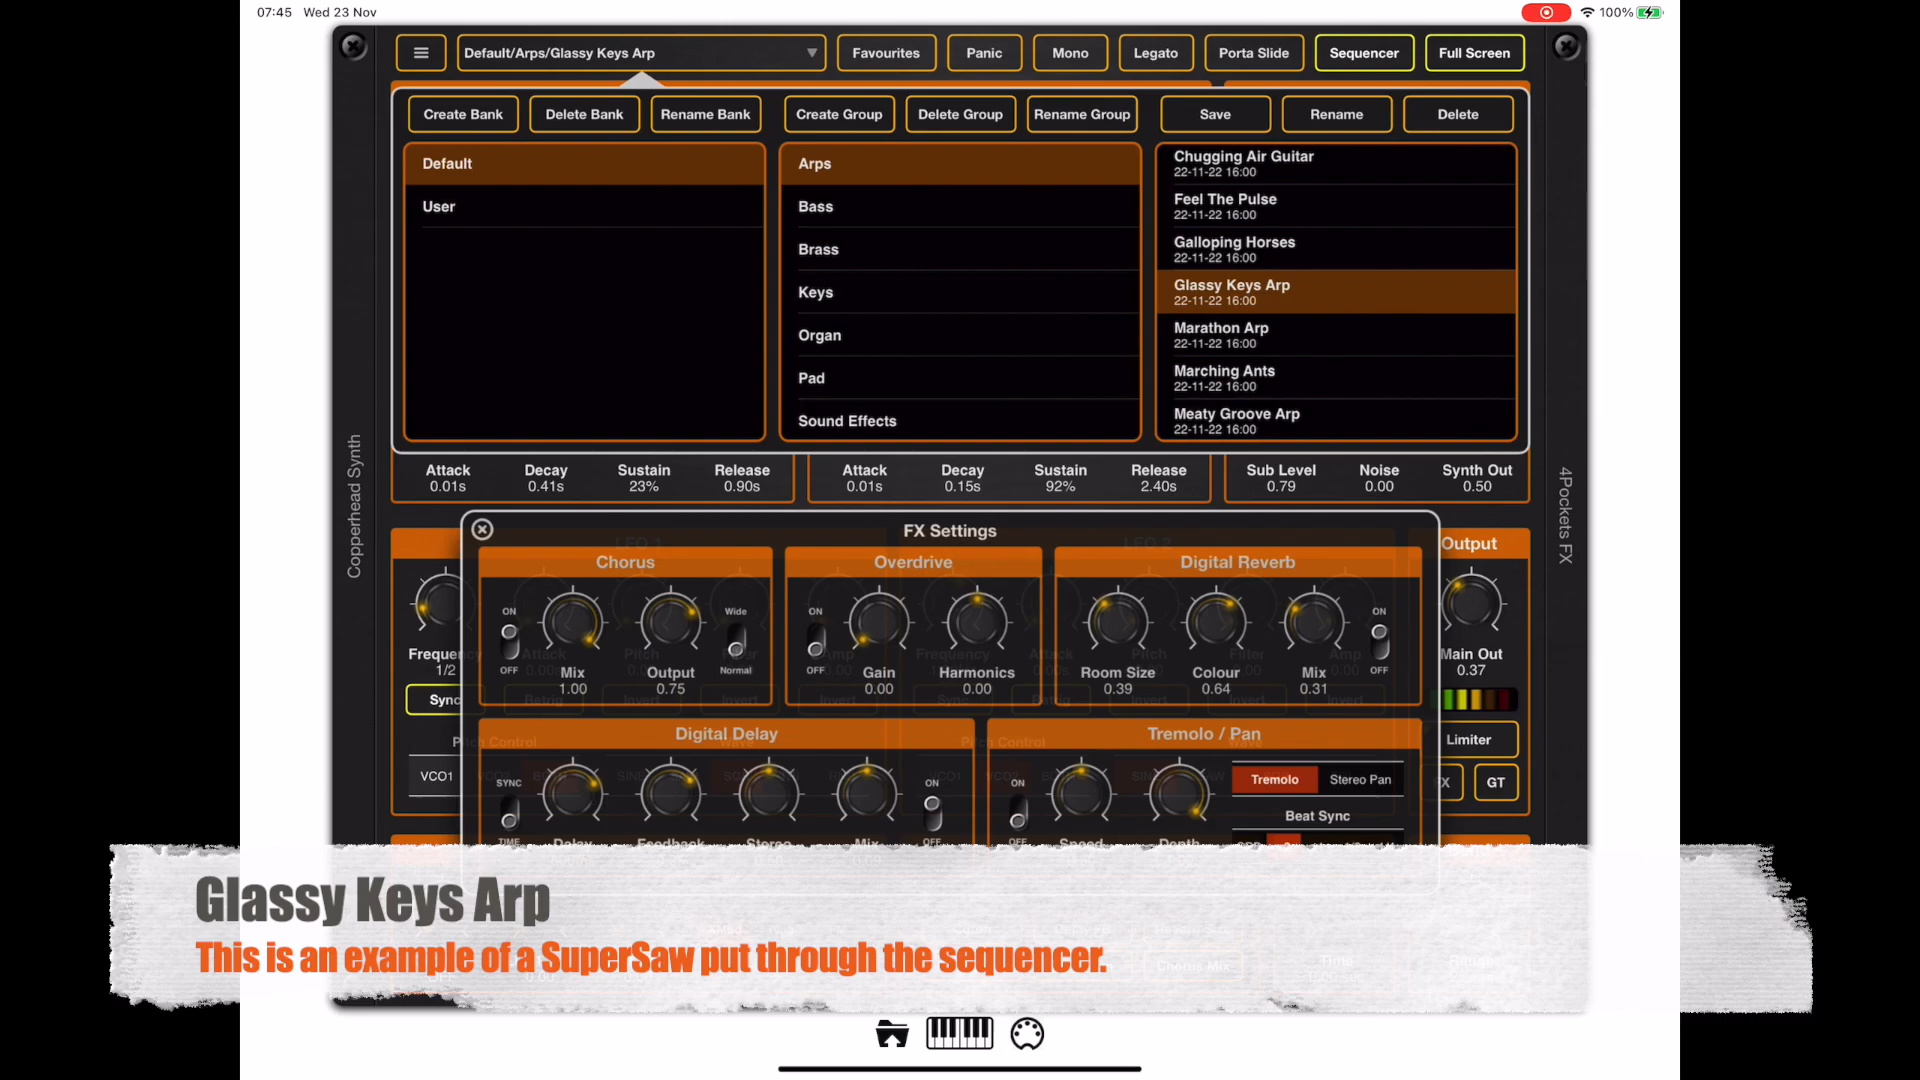 07:45 Wed 23 Nov
100%
Default/Arps/Glassy Keys Arp
Favourites
Panic
Mono
Legato
Porta Slide
Sequencer
Full Screen
Create Bank
Delete Bank
Rename Bank
Create Group
Delete Group
Rename Group
Save
Rename
Delete
Default
User
Arps
Bass
Brass
Keys
Organ
Pad
Sound Effects
Chugging Air Guitar
22-11-22 16:00
Feel The Pulse
22-11-22 16:00
Galloping Horses
22-11-22 16:00
Glassy Keys Arp
22-11-22 16:00
Marathon Arp
22-11-22 16:00
Marching Ants
22-11-22 16:00
Meaty Groove Arp
22-11-22 16:00
Copperhead Synth
4Pockets FX
Attack Decay Sustain Release
0.01s 0.41s 23% 0.90s
Attack Decay Sustain Release
0.01s 0.15s 92% 2.40s
Sub Level Noise Synth Out
0.79 0.00 0.50
FX Settings
Chorus
ON
OFF
Mix
1.00
Output
0.75
Wide
Normal
Overdrive
ON
OFF
Gain
0.00
Harmonics
0.00
Digital Reverb
Room Size
0.39
Colour
0.64
Mix
0.31
ON
OFF
Output
Main Out
0.37
Limiter
GT
1/2
Sync
VCO1
Digital Delay
SYNC
TIME
Delay
Feedback
Stereo
Mix
ON
OFF
Tremolo / Pan
ON
OFF
Speed
Depth
Tremolo
Stereo Pan
Beat Sync
Glassy Keys Arp
This is an example of a SuperSaw put through the sequencer.